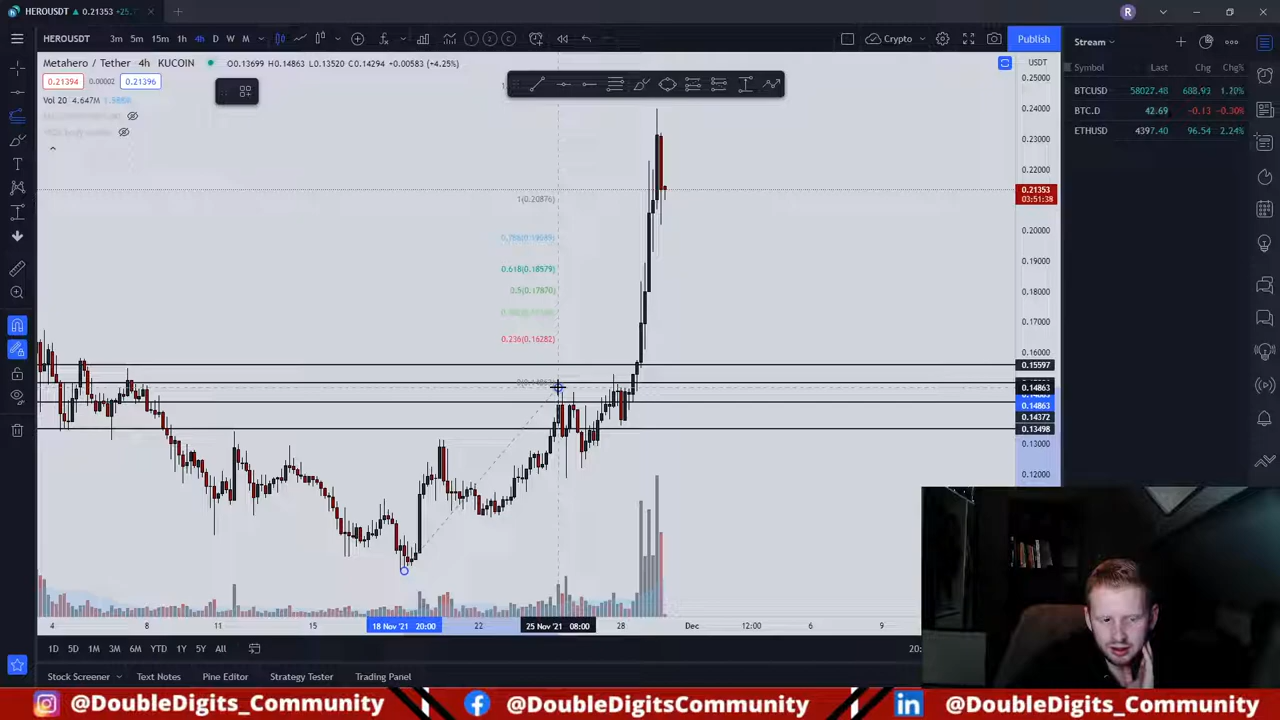 HEROUSDT ▲ 0.21353 +25.
R
HEROUSDT 3m 5m 15m 1h 4h D W M
1 2 C
Crypto
Publish
Stream
Metahero / Tether 4h KUCOIN O0.13699 H0.14863 L0.13520 C0.14294 +0.00583 (+4.25%)
USDT
0.21394 0.00002 21396
Vol 20 4.647M
Symbol Last Chg Chg%
BTCUSD 58027.48 688.93 1.20%
BTC.D 42.69 -0.13 -0.30%
ETHUSD 4397.40 96.54 2.24%
0.25000
0.24000
0.23000
0.22000
0.21353
03:51:38
0.20000
0.19000
0.18000
0.17000
0.16000
0.15597
0.14863
0.14863
0.14372
0.13498
0.13000
0.12000
1(0.20876)
0.618(0.18579)
0.5(0.17870)
0.236(0.16282)
4 7 11 15 18 Nov '21 20:00 22 25 Nov '21 08:00 28 Dec 12:00 6 9
1D 5D 1M 3M 6M YTD 1Y 5Y All
20:
Stock Screener Text Notes Pine Editor Strategy Tester Trading Panel
@DoubleDigits_Community @DoubleDigitsCommunity @DoubleDigitsCommunity